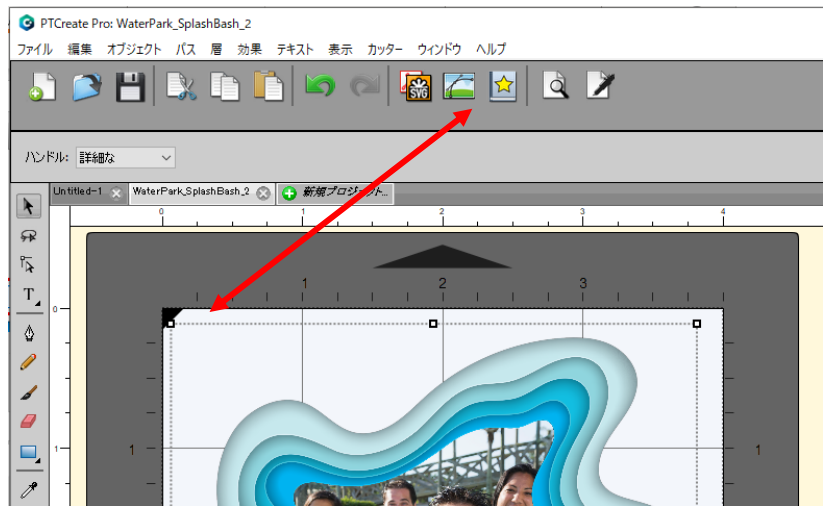 PTCreate Pro: WaterPark_SplashBash_2
ファイル 編集 オブジェクト パス 層 効果 テキスト 表示 カッター ウィンドウ ヘルプ
SVG
ハンドル: 詳細な
Untitled-1 WaterPark_SplashBash_2 新規プロジェクト...
0 1 2 3 4
1 2 3
0
T
1 1 1